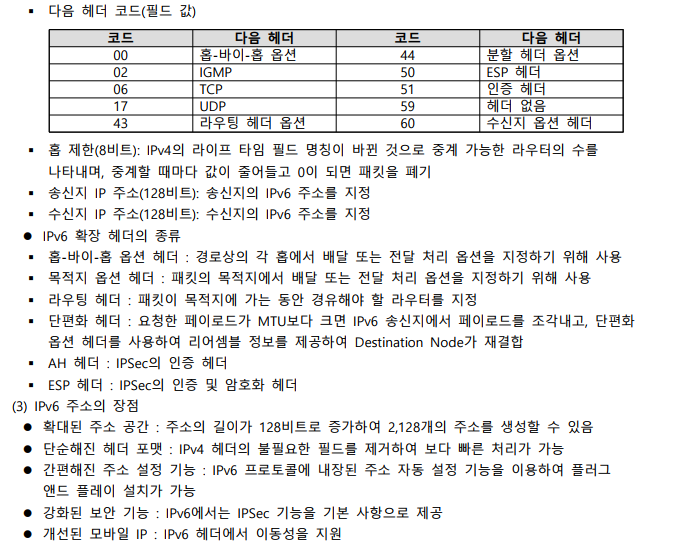 ▪ 다음 헤더 코드(필드 값)
코드 다음 헤더 코드 다음 헤더
00 홉-바이-홉 옵션 44 분할 헤더 옵션
02 IGMP 50 ESP 헤더
06 TCP 51 인증 헤더
17 UDP 59 헤더 없음
43 라우팅 헤더 옵션 60 수신지 옵션 헤더
▪ 홉 제한(8비트): IPv4의 라이프 타임 필드 명칭이 바뀐 것으로 중계 가능한 라우터의 수를
나타내며, 중계할 때마다 값이 줄어들고 0이 되면 패킷을 폐기
▪ 송신지 IP 주소(128비트): 송신지의 IPv6 주소를 지정
▪ 수신지 IP 주소(128비트): 수신지의 IPv6 주소를 지정
● IPv6 확장 헤더의 종류
▪ 홉-바이-홉 옵션 헤더 : 경로상의 각 홉에서 배달 또는 전달 처리 옵션을 지정하기 위해 사용
▪ 목적지 옵션 헤더 : 패킷의 목적지에서 배달 또는 전달 처리 옵션을 지정하기 위해 사용
▪ 라우팅 헤더 : 패킷이 목적지에 가는 동안 경유해야 할 라우터를 지정
▪ 단편화 헤더 : 요청한 페이로드가 MTU보다 크면 IPv6 송신지에서 페이로드를 조각내고, 단편화
옵션 헤더를 사용하여 리어셈블 정보를 제공하여 Destination Node가 재결합
▪ AH 헤더 : IPSec의 인증 헤더
▪ ESP 헤더 : IPSec의 인증 및 암호화 헤더
(3) IPv6 주소의 장점
● 확대된 주소 공간 : 주소의 길이가 128비트로 증가하여 2,128개의 주소를 생성할 수 있음
● 단순해진 헤더 포맷 : IPv4 헤더의 불필요한 필드를 제거하여 보다 빠른 처리가 가능
● 간편해진 주소 설정 기능 : IPv6 프로토콜에 내장된 주소 자동 설정 기능을 이용하여 플러그
앤드 플레이 설치가 가능
● 강화된 보안 기능 : IPv6에서는 IPSec 기능을 기본 사항으로 제공
● 개선된 모바일 IP : IPv6 헤더에서 이동성을 지원